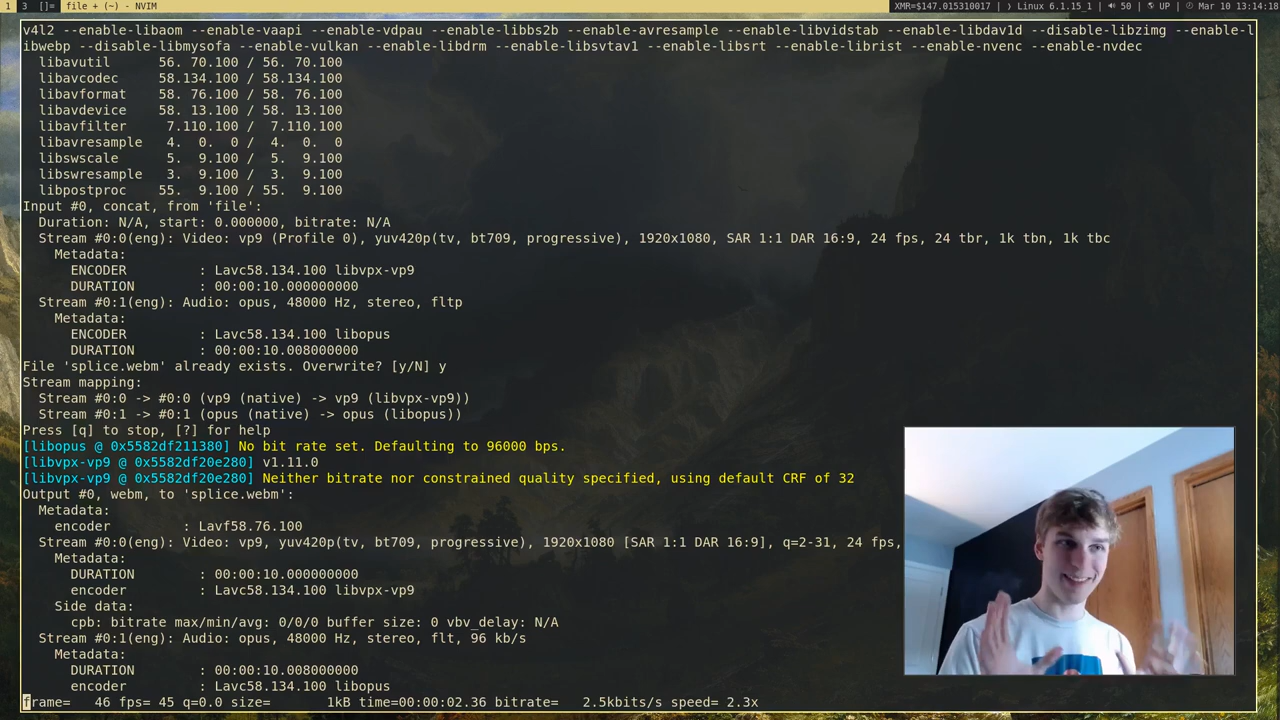 1 3 []= file + (~) - NVIM XMR=$147.015310017 | Linux 6.1.15_1 | 50 | UP | Mar 10 13:14:18
v4l2 --enable-libaom --enable-vaapi --enable-vdpau --enable-libbs2b --enable-avresample --enable-libvidstab --enable-libdav1d --disable-libzimg --enable-l
ibwebp --disable-libmysofa --enable-vulkan --enable-libdrm --enable-libsvtav1 --enable-libsrt --enable-librist --enable-nvenc --enable-nvdec
libavutil 56. 70.100 / 56. 70.100
libavcodec 58.134.100 / 58.134.100
libavformat 58. 76.100 / 58. 76.100
libavdevice 58. 13.100 / 58. 13.100
libavfilter 7.110.100 / 7.110.100
libavresample 4. 0. 0 / 4. 0. 0
libswscale 5. 9.100 / 5. 9.100
libswresample 3. 9.100 / 3. 9.100
libpostproc 55. 9.100 / 55. 9.100
Input #0, concat, from 'file':
Duration: N/A, start: 0.000000, bitrate: N/A
Stream #0:0(eng): Video: vp9 (Profile 0), yuv420p(tv, bt709, progressive), 1920x1080, SAR 1:1 DAR 16:9, 24 fps, 24 tbr, 1k tbn, 1k tbc
Metadata:
ENCODER : Lavc58.134.100 libvpx-vp9
DURATION : 00:00:10.000000000
Stream #0:1(eng): Audio: opus, 48000 Hz, stereo, fltp
Metadata:
ENCODER : Lavc58.134.100 libopus
DURATION : 00:00:10.008000000
File 'splice.webm' already exists. Overwrite? [y/N] y
Stream mapping:
Stream #0:0 -> #0:0 (vp9 (native) -> vp9 (libvpx-vp9))
Stream #0:1 -> #0:1 (opus (native) -> opus (libopus))
Press [q] to stop, [?] for help
[libopus @ 0x5582df211380] No bit rate set. Defaulting to 96000 bps.
[libvpx-vp9 @ 0x5582df20e280] v1.11.0
[libvpx-vp9 @ 0x5582df20e280] Neither bitrate nor constrained quality specified, using default CRF of 32
Output #0, webm, to 'splice.webm':
Metadata:
encoder : Lavf58.76.100
Stream #0:0(eng): Video: vp9, yuv420p(tv, bt709, progressive), 1920x1080 [SAR 1:1 DAR 16:9], q=2-31, 24 fps,
Metadata:
DURATION : 00:00:10.000000000
encoder : Lavc58.134.100 libvpx-vp9
Side data:
cpb: bitrate max/min/avg: 0/0/0 buffer size: 0 vbv_delay: N/A
Stream #0:1(eng): Audio: opus, 48000 Hz, stereo, flt, 96 kb/s
Metadata:
DURATION : 00:00:10.008000000
encoder : Lavc58.134.100 libopus
frame= 46 fps= 45 q=0.0 size= 1kB time=00:00:02.36 bitrate= 2.5kbits/s speed= 2.3x